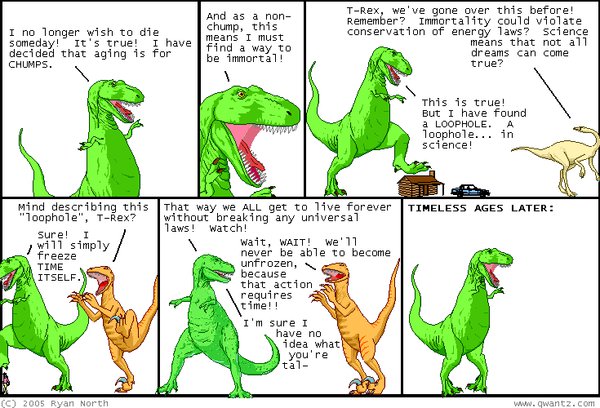 I no longer wish to die
someday!  It's true!  I have
decided that aging is for
CHUMPS.
And as a non-
chump, this
means I must
find a way to
be immortal!
T-Rex, we've gone over this before!
Remember?  Immortality could violate
conservation of energy laws?  Science
means that not all
dreams can come
true?
This is true!
But I have found
a LOOPHOLE.  A
loophole... in
science!
Mind describing this
"loophole", T-Rex?
Sure!  I
will simply
freeze
TIME
ITSELF.
That way we ALL get to live forever
without breaking any universal
laws!  Watch!
Wait, WAIT!  We'll
never be able to become
unfrozen,
because
that action
requires
time!!
I'm sure I
have no
idea what
you're
tal-
TIMELESS AGES LATER:
(C) 2005 Ryan North
www.qwantz.com